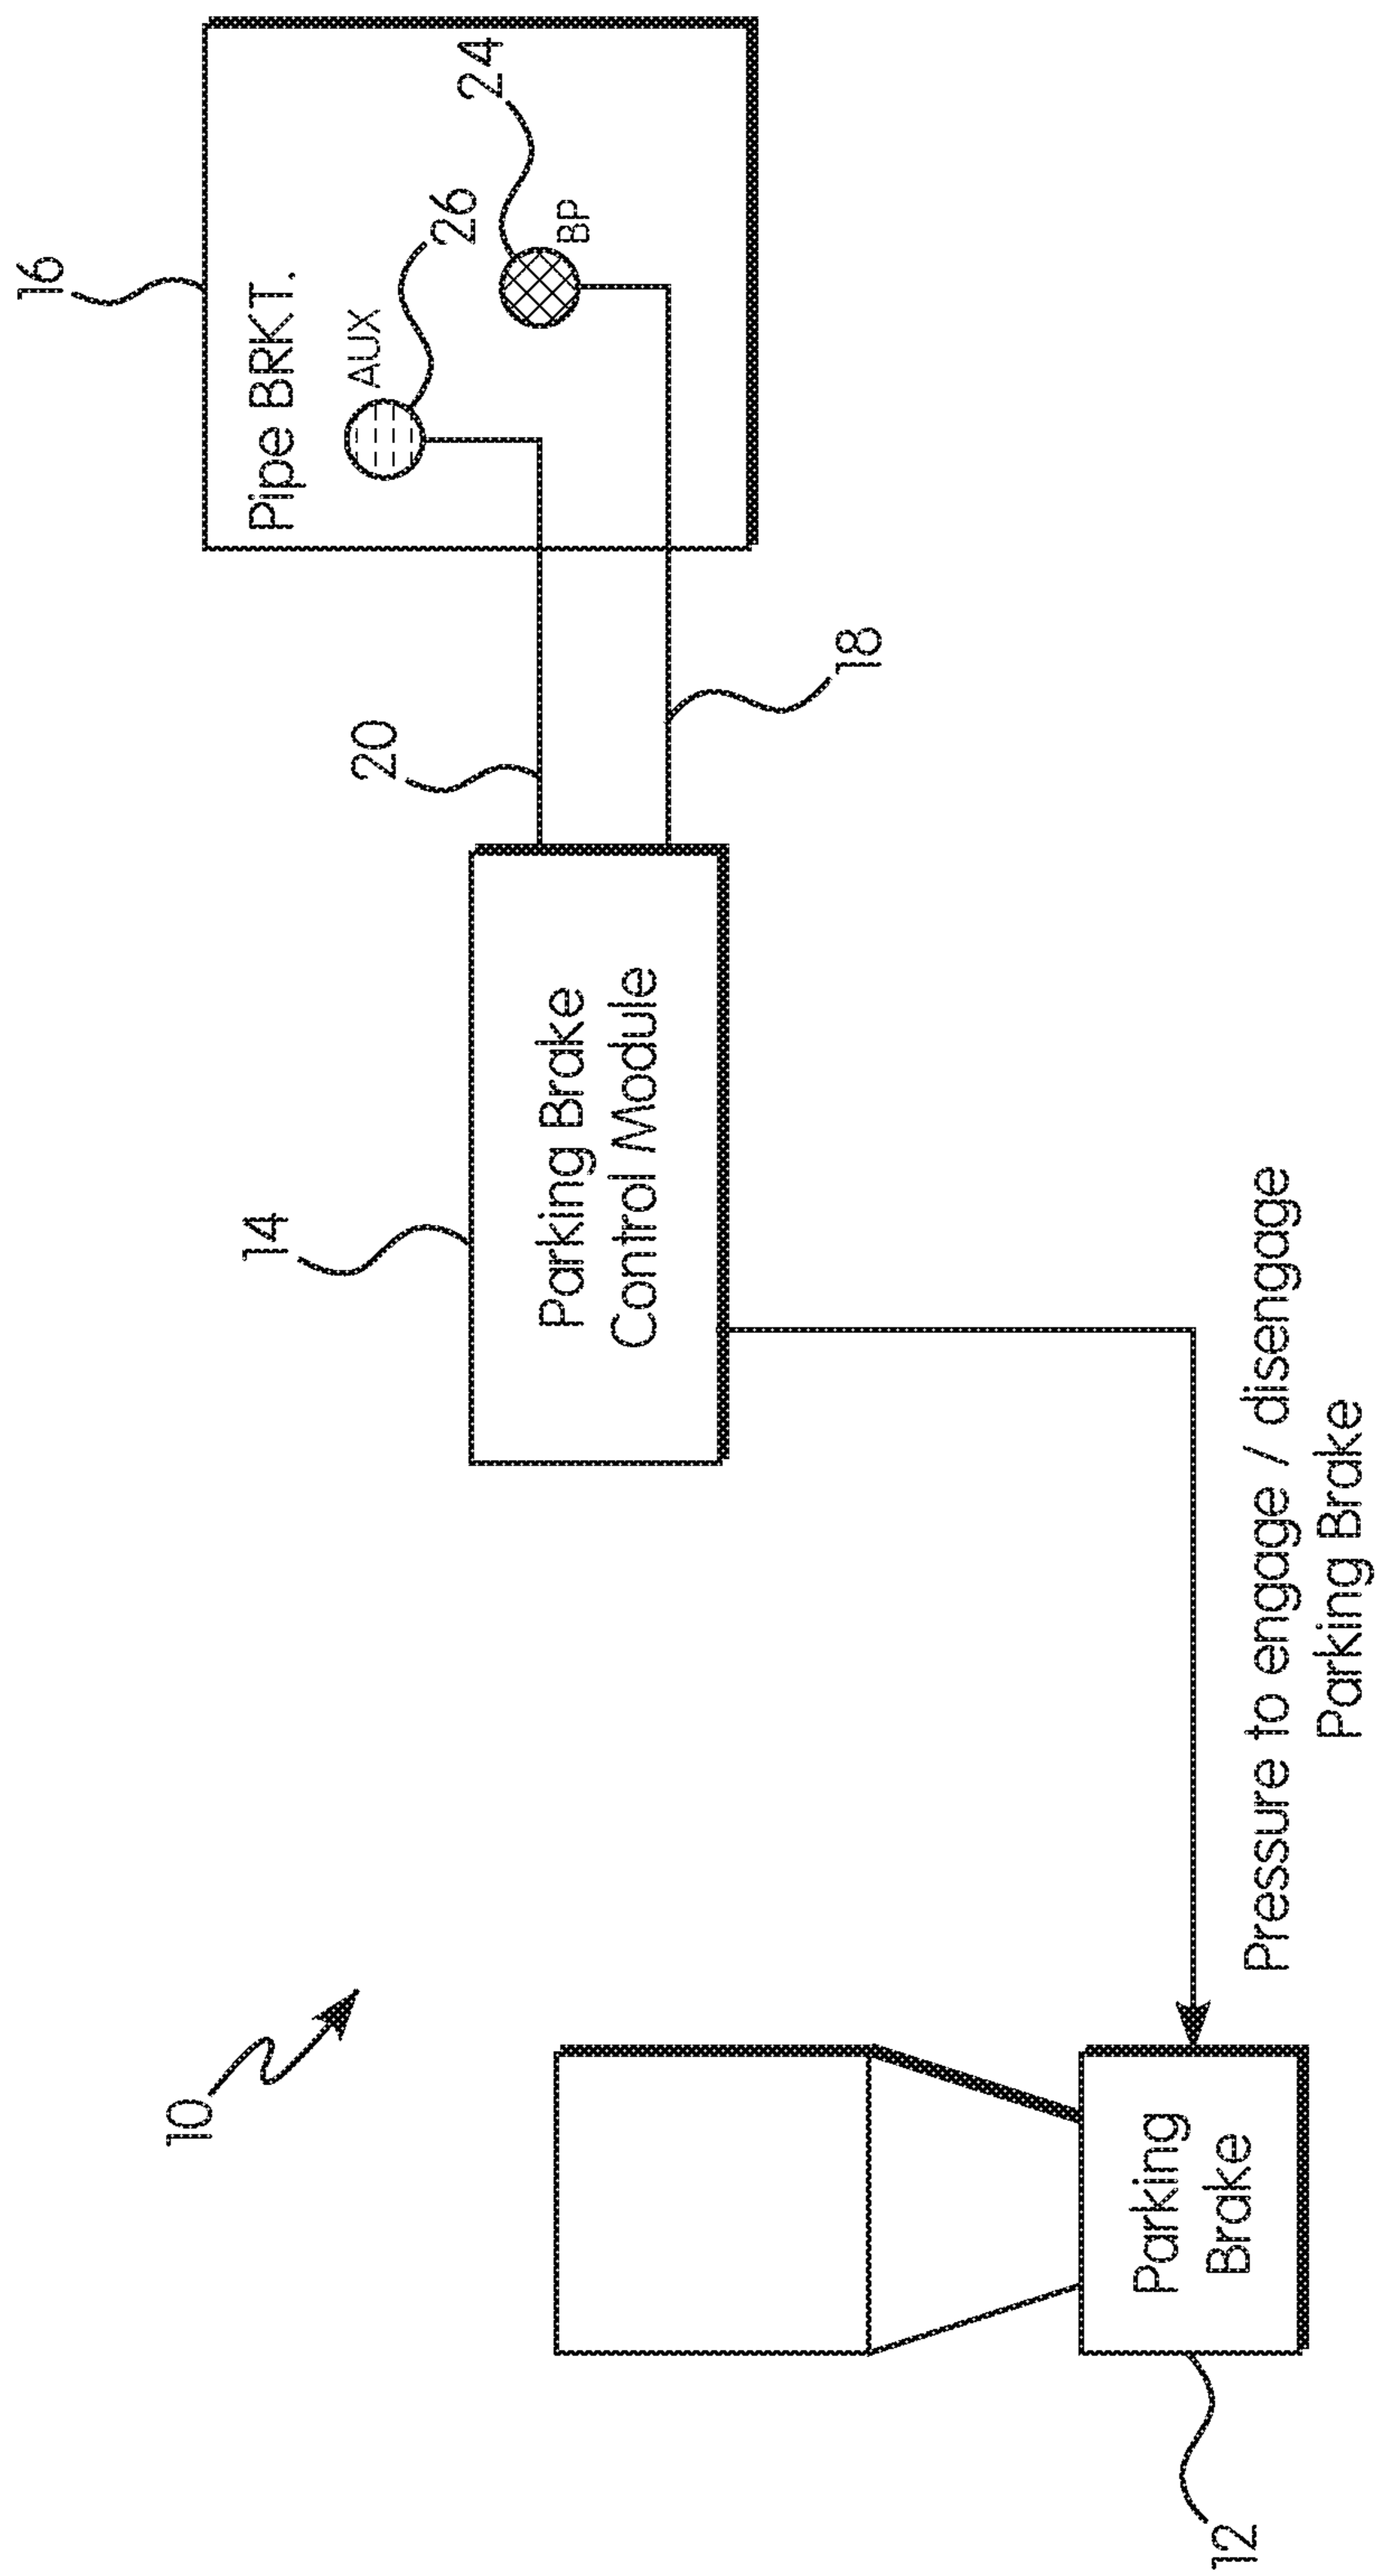 16
Pipe BRKT.
AUX
26
24
BP
20
18
14
Parking Brake
Control Module
10
Pressure to engage / disengage
Parking Brake
Parking
Brake
12